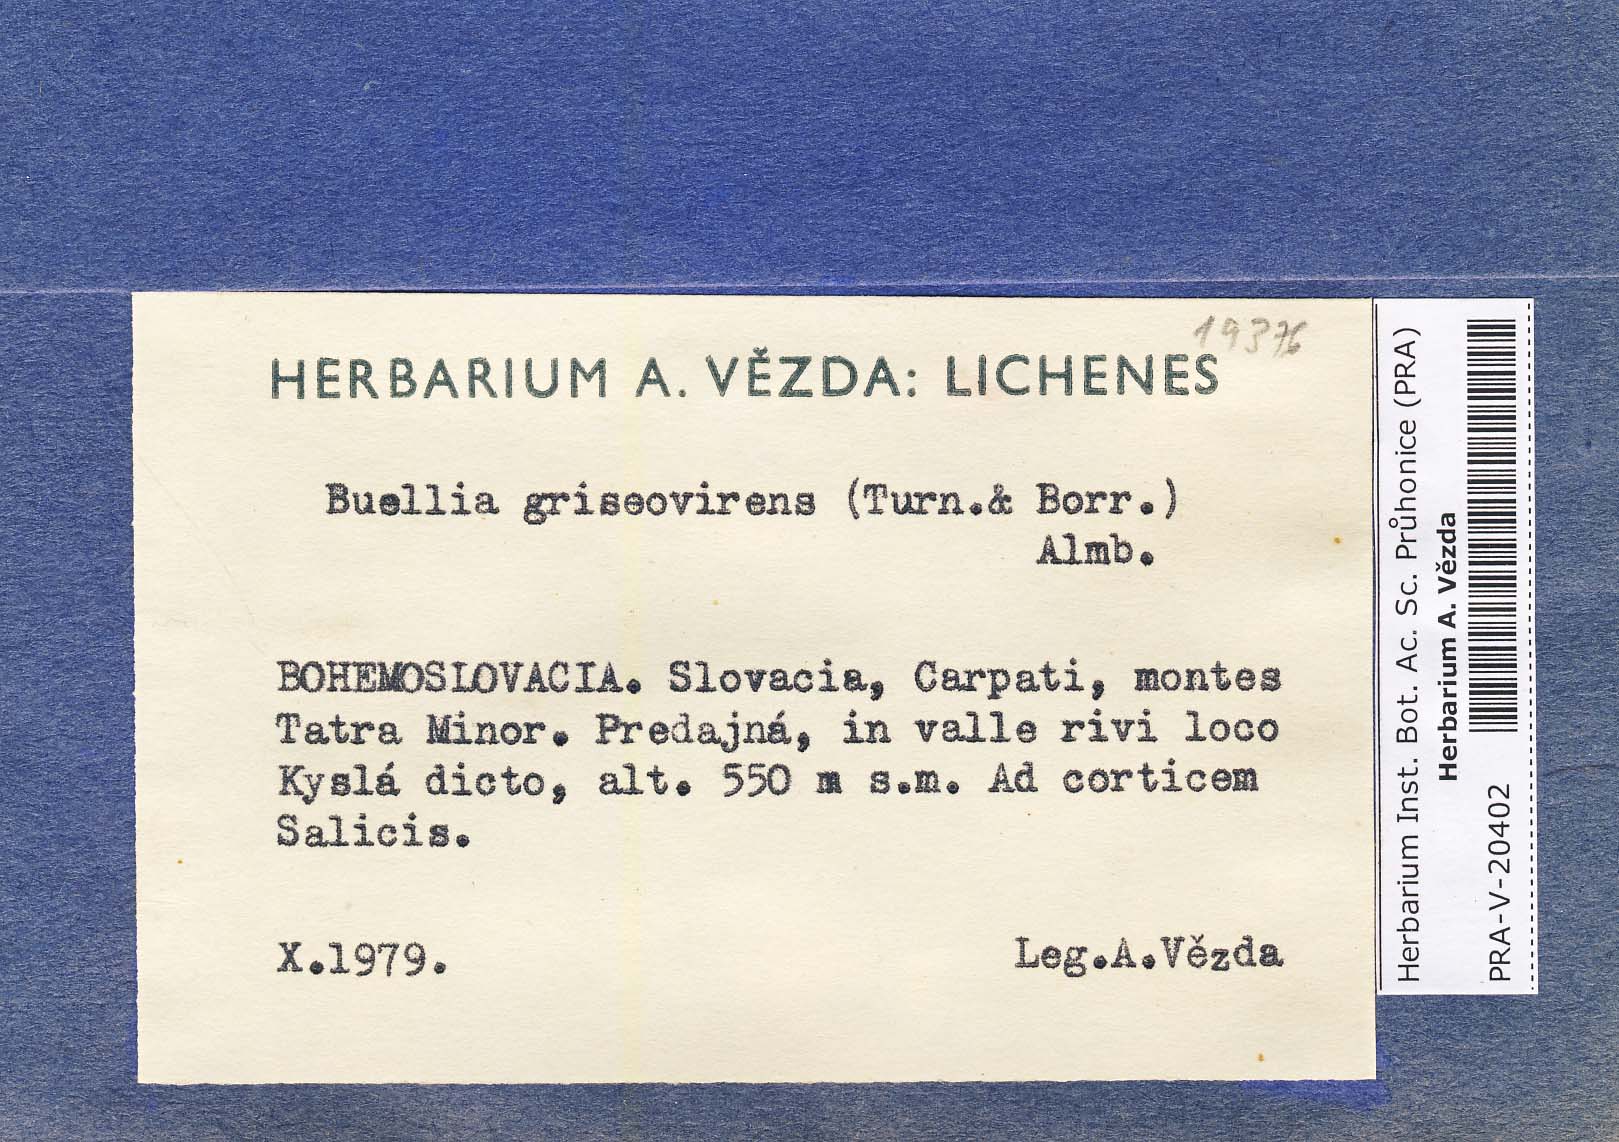 19376
HERBARIUM A. VĚZDA: LICHENES
Buellia griseovirens (Turn.& Borr.)
Almb.
BOHEMOSLOVACIA. Slovacia, Carpati, montes
Tatra Minor. Predajná, in valle rivi loco
Kyslá dicto, alt. 550 m s.m. Ad corticem
Salicis.
X.1979.
Leg.A.Vězda
Herbarium Inst. Bot. Ac. Sc. Průhonice (PRA)
Herbarium A. Vězda
PRA-V-20402